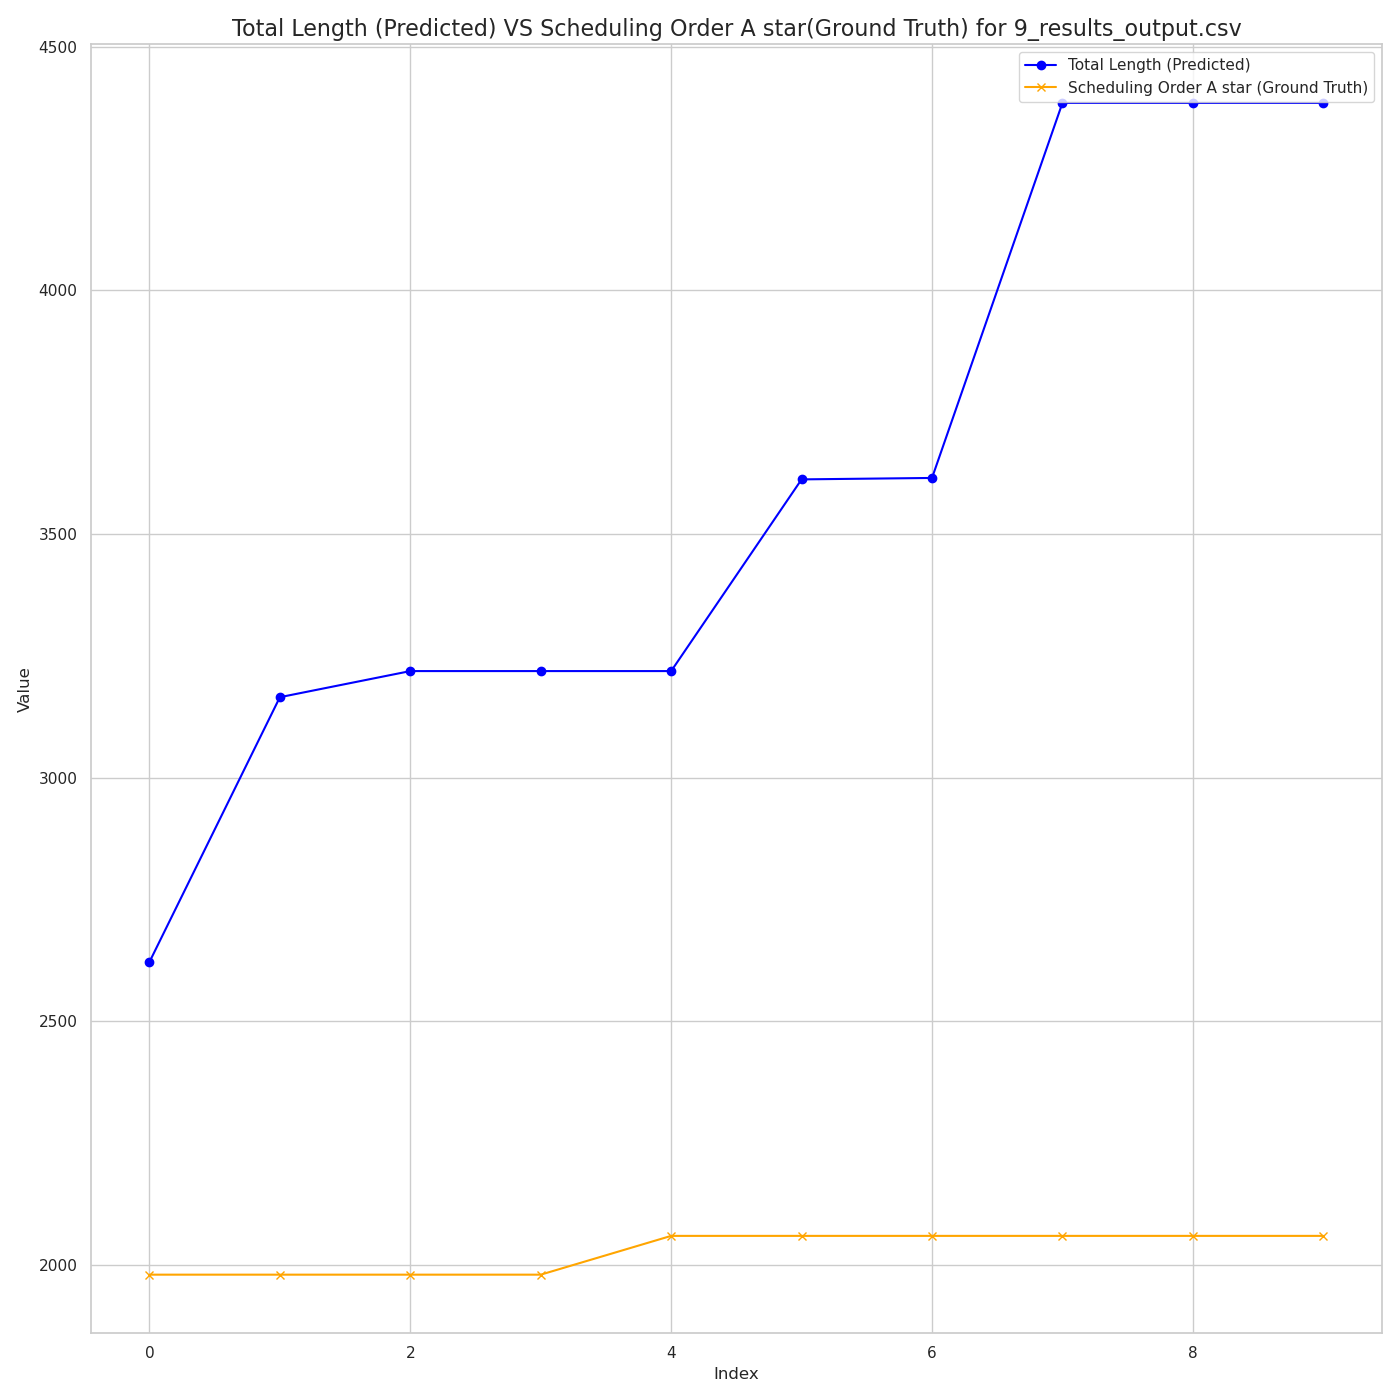 Total Length (Predicted) VS Scheduling Order A star(Ground Truth) for 9_results_output.csv
Total Length (Predicted)
Scheduling Order A star (Ground Truth)
4500
4000
3500
3000
2500
2000
Value
0 2 4 6 8
Index